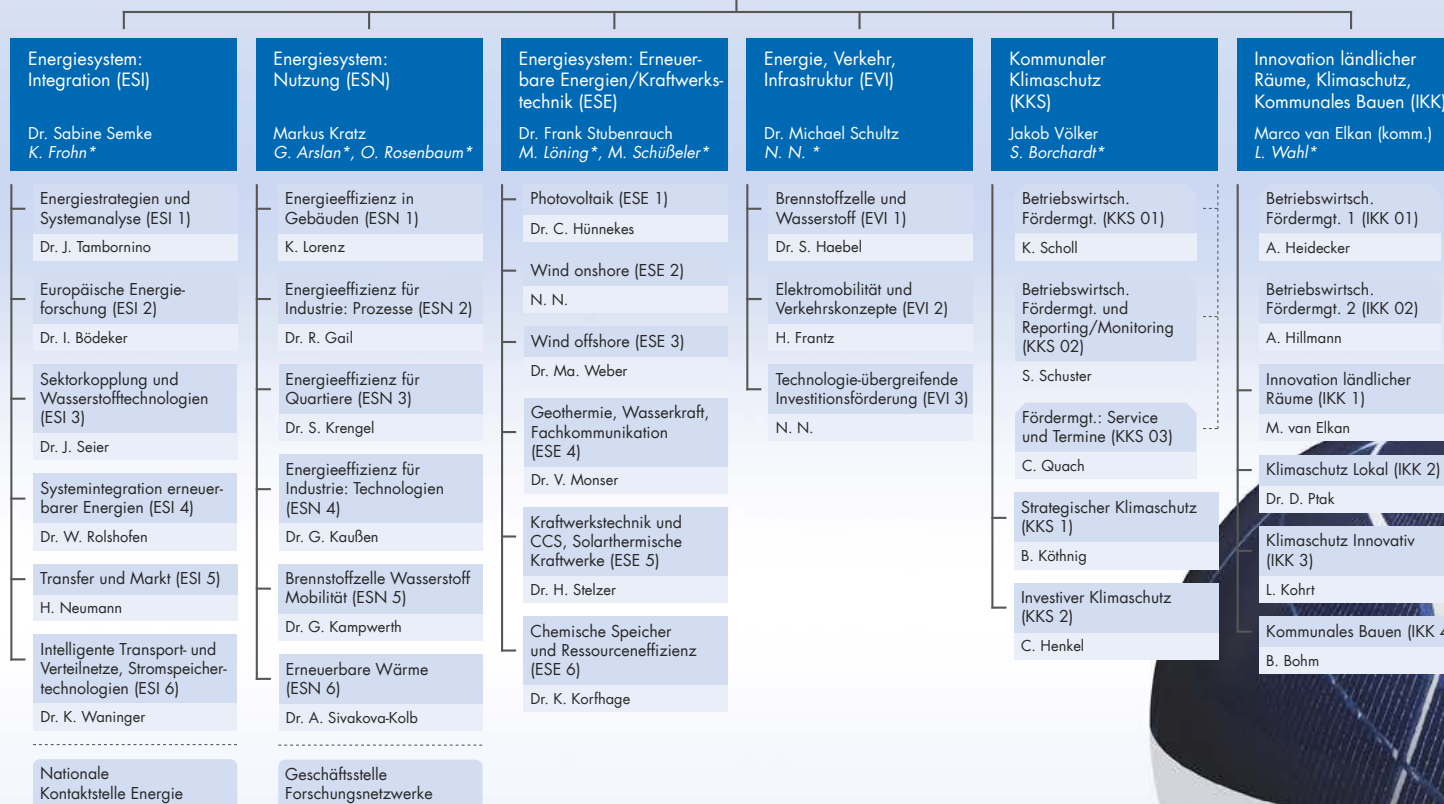 Energiesystem:
Integration (ESI)
Dr. Sabine Semke
K. Frohn*
Energiestrategien und
Systemanalyse (ESI 1)
Dr. J. Tambornino
Europäische Energie-
forschung (ESI 2)
Dr. I. Bödeker
Sektorkopplung und
Wasserstofftechnologien
(ESI 3)
Dr. J. Seier
Systemintegration erneuer-
barer Energien (ESI 4)
Dr. W. Rolshofen
Transfer und Markt (ESI 5)
H. Neumann
Intelligente Transport- und
Verteilnetze, Stromspeicher-
technologien (ESI 6)
Dr. K. Waninger
Nationale
Kontaktstelle Energie
Energiesystem:
Nutzung (ESN)
Markus Kratz
G. Arslan*, O. Rosenbaum*
Energieeffizienz in
Gebäuden (ESN 1)
K. Lorenz
Energieeffizienz für
Industrie: Prozesse (ESN 2)
Dr. R. Gail
Energieeffizienz für
Quartiere (ESN 3)
Dr. S. Krengel
Energieeffizienz für
Industrie: Technologien
(ESN 4)
Dr. G. Kaußen
Brennstoffzelle Wasserstoff
Mobilität (ESN 5)
Dr. G. Kampwerth
Erneuerbare Wärme
(ESN 6)
Dr. A. Sivakova-Kolb
Geschäftsstelle
Forschungsnetzwerke
Energiesystem: Erneuer-
bare Energien/Kraftwerks-
technik (ESE)
Dr. Frank Stubenrauch
M. Löning*, M. Schüßeler*
Photovoltaik (ESE 1)
Dr. C. Hünnekes
Wind onshore (ESE 2)
N. N.
Wind offshore (ESE 3)
Dr. Ma. Weber
Geothermie, Wasserkraft,
Fachkommunikation
(ESE 4)
Dr. V. Monser
Kraftwerkstechnik und
CCS, Solarthermische
Kraftwerke (ESE 5)
Dr. H. Stelzer
Chemische Speicher
und Ressourceneffizienz
(ESE 6)
Dr. K. Korfhage
Energie, Verkehr,
Infrastruktur (EVI)
Dr. Michael Schultz
N. N. *
Brennstoffzelle und
Wasserstoff (EVI 1)
Dr. S. Haebel
Elektromobilität und
Verkehrskonzepte (EVI 2)
H. Frantz
Technologie-übergreifende
Investitionsförderung (EVI 3)
N. N.
Kommunaler
Klimaschutz
(KKS)
Jakob Völker
S. Borchardt*
Betriebswirtsch.
Fördermgt. (KKS 01)
K. Scholl
Betriebswirtsch.
Fördermgt. und
Reporting/Monitoring
(KKS 02)
S. Schuster
Fördermgt.: Service
und Termine (KKS 03)
C. Quach
Strategischer Klimaschutz
(KKS 1)
B. Köthnig
Investiver Klimaschutz
(KKS 2)
C. Henkel
Innovation ländlicher
Räume, Klimaschutz,
Kommunales Bauen (IKK)
Marco van Elkan (komm.)
L. Wahl*
Betriebswirtsch.
Fördermgt. 1 (IKK 01)
A. Heidecker
Betriebswirtsch.
Fördermgt. 2 (IKK 02)
A. Hillmann
Innovation ländlicher
Räume (IKK 1)
M. van Elkan
Klimaschutz Lokal (IKK 2)
Dr. D. Ptak
Klimaschutz Innovativ
(IKK 3)
L. Kohrt
Kommunales Bauen (IKK 4
B. Bohm